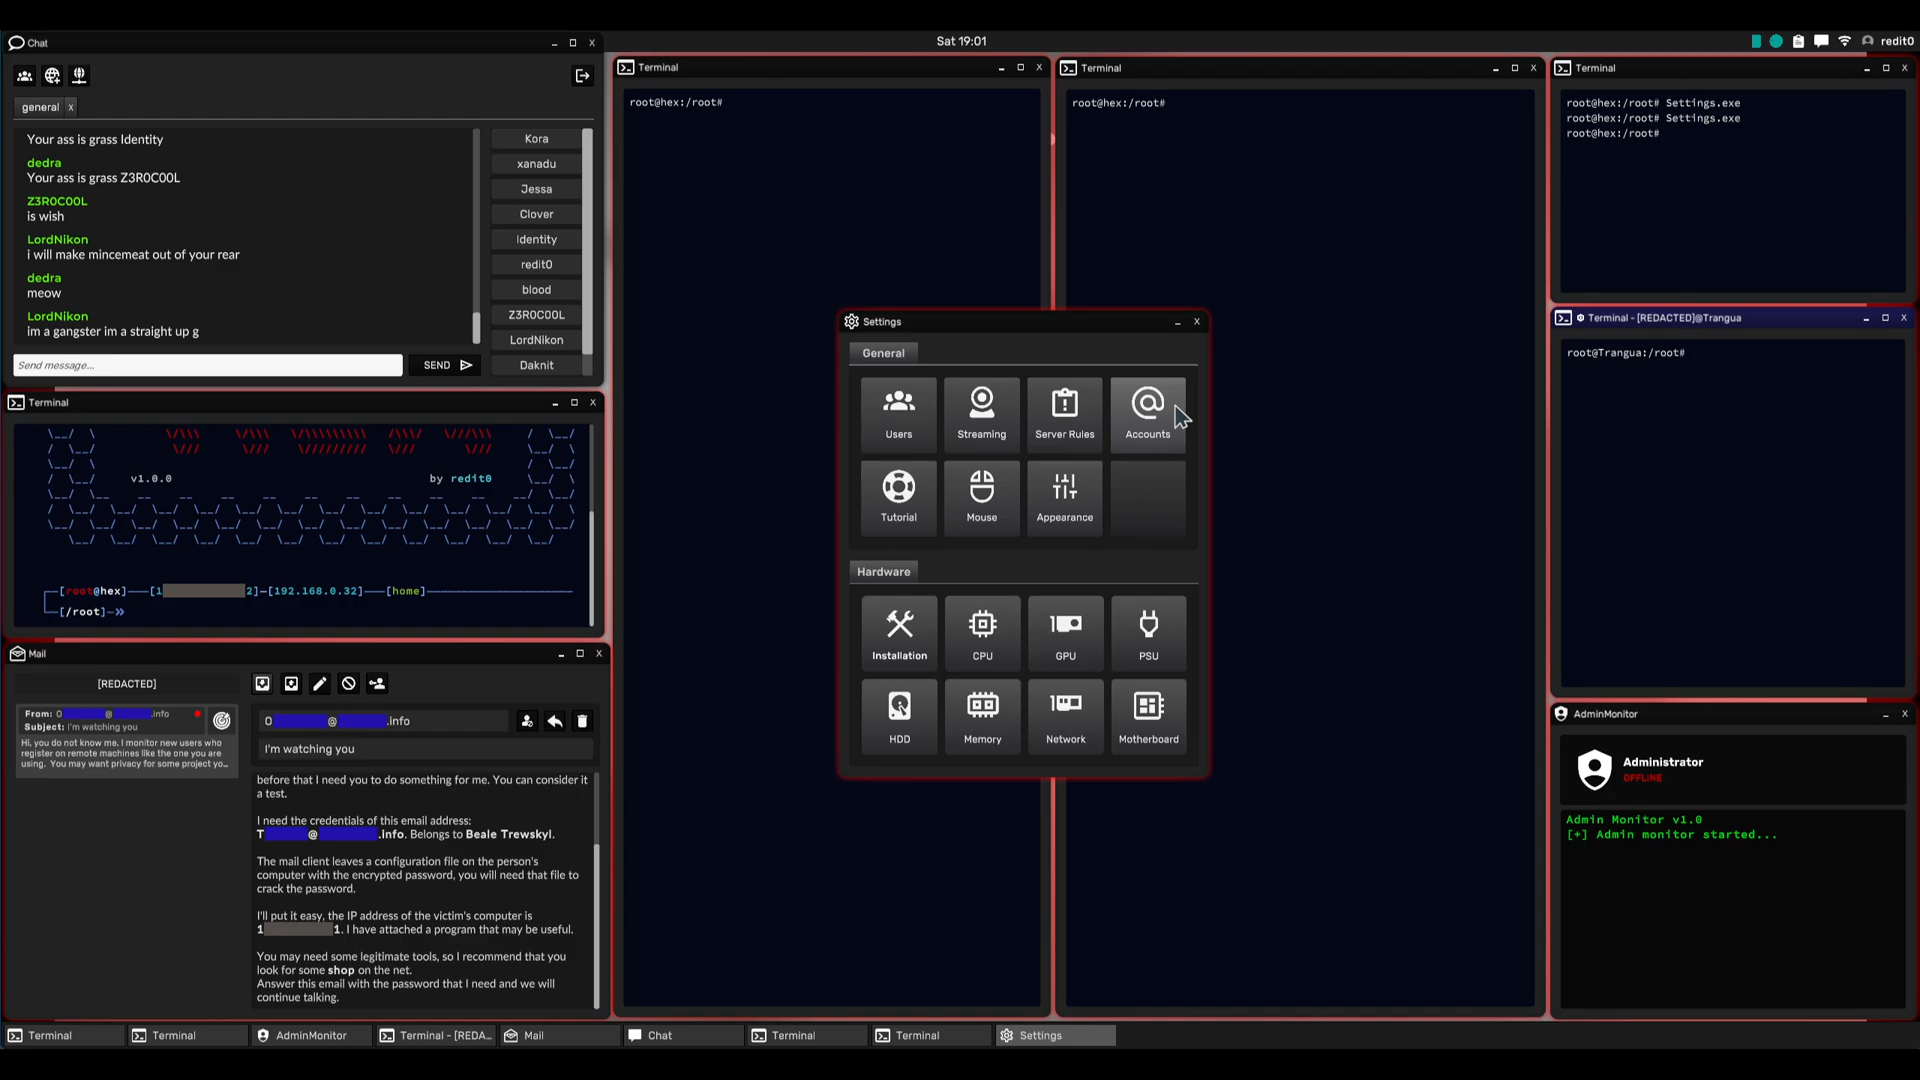 Chat
Sat 19:01
redit0
general x
Your ass is grass Identity
dedra
Your ass is grass Z3R0C00L
Z3R0C00L
is wish
LordNikon
i will make mincemeat out of your rear
dedra
meow
LordNikon
im a gangster im a straight up g
Kora
xanadu
Jessa
Clover
Identity
redit0
blood
Z3R0C00L
LordNikon
Daknit
Send message...
SEND
Terminal
v1.0.0
by redit0
[root@hex]
[1
2]-[192.168.0.32]
[home]
[/root]
Mail
[REDACTED]
From: 0 @ .info
Subject: I'm watching you
Hi, you do not know me. I monitor new users who
register on remote machines like the one you are
using. You may want privacy for some project yo...
0 @ .info
I'm watching you
before that I need you to do something for me. You can consider it
a test.
I need the credentials of this email address:
T @ .info. Belongs to Beale Trewskyl.
The mail client leaves a configuration file on the person's
computer with the encrypted password, you will need that file to
crack the password.
I'll put it easy, the IP address of the victim's computer is
1 1. I have attached a program that may be useful.
You may need some legitimate tools, so I recommend that you
look for some shop on the net.
Answer this email with the password that I need and we will
continue talking.
Terminal
root@hex:/root#
Terminal
root@hex:/root#
Settings
General
Users
Streaming
Server Rules
Accounts
Tutorial
Mouse
Appearance
Hardware
Installation
CPU
GPU
PSU
HDD
Memory
Network
Motherboard
Terminal
root@hex:/root# Settings.exe
root@hex:/root# Settings.exe
root@hex:/root#
Terminal - [REDACTED]@Trangua
root@Trangua:/root#
AdminMonitor
Administrator
OFFLINE
Admin Monitor v1.0
[+] Admin monitor started...
Terminal
Terminal
AdminMonitor
Terminal - [REDA...
Mail
Chat
Terminal
Terminal
Settings